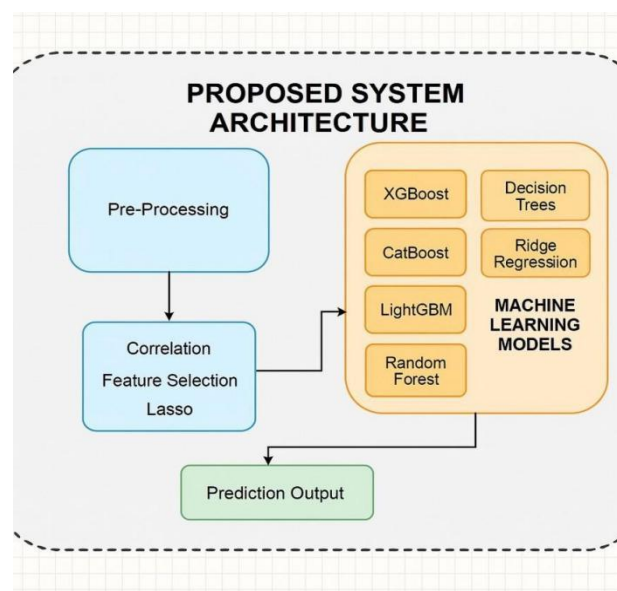 PROPOSED SYSTEM
ARCHITECTURE
Pre-Processing
Correlation
Feature Selection
Lasso
XGBoost
CatBoost
LightGBM
Random
Forest
Decision
Trees
Ridge
Regressiion
MACHINE
LEARNING
MODELS
Prediction Output